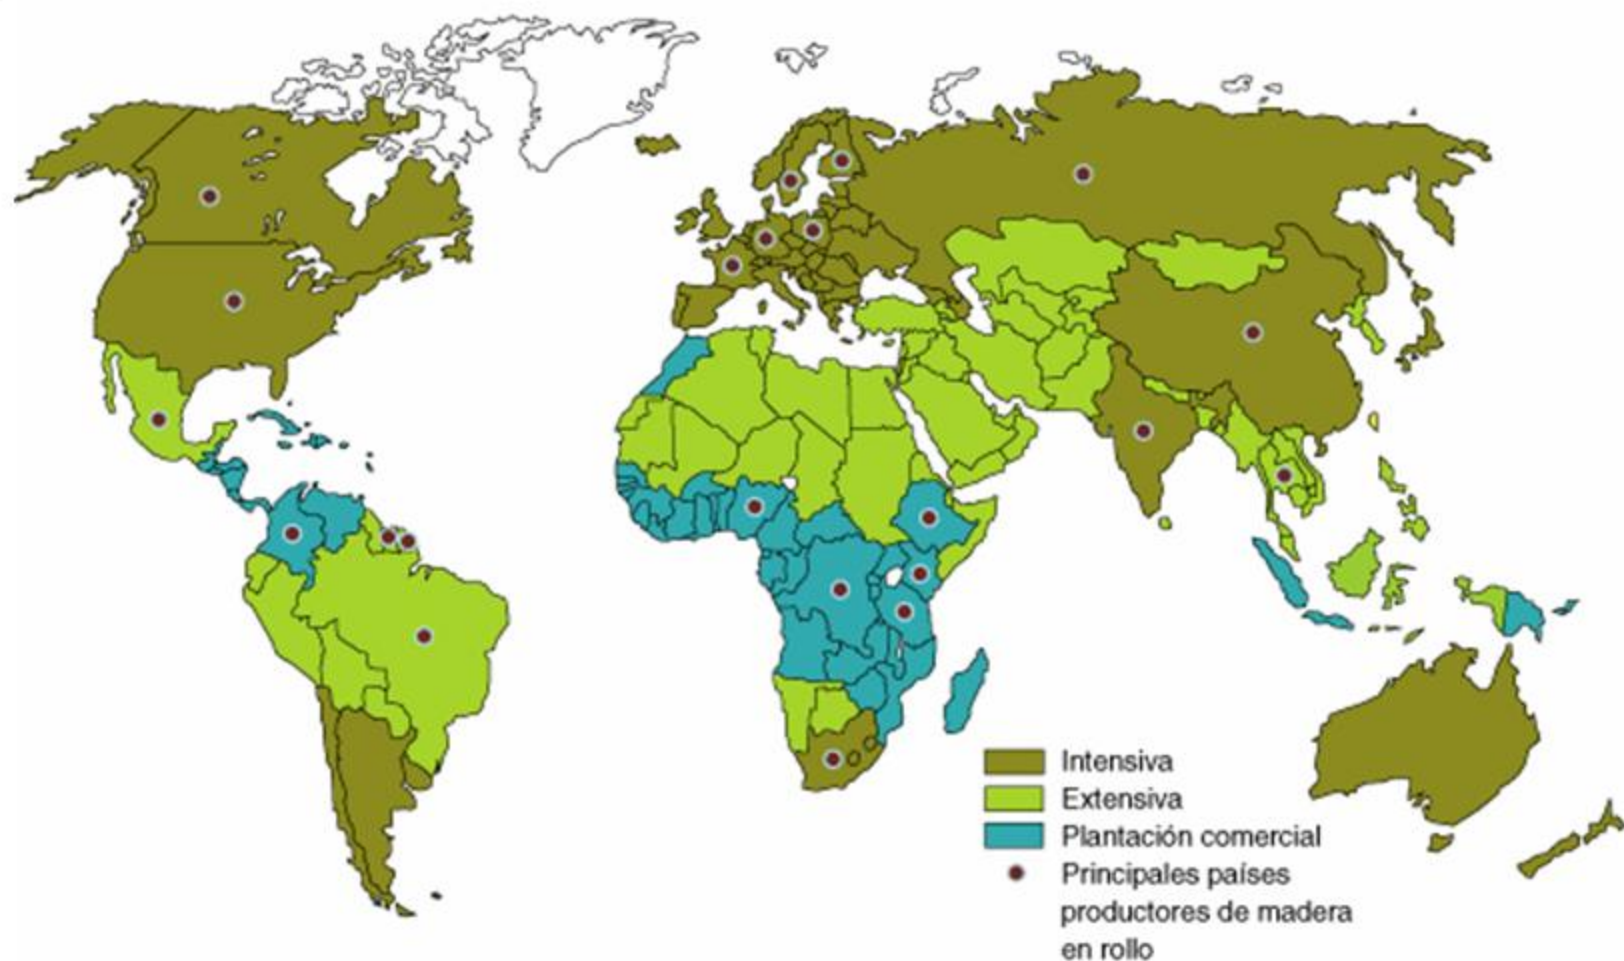 Intensiva
Extensiva
Plantación comercial
Principales países
productores de madera
en rollo